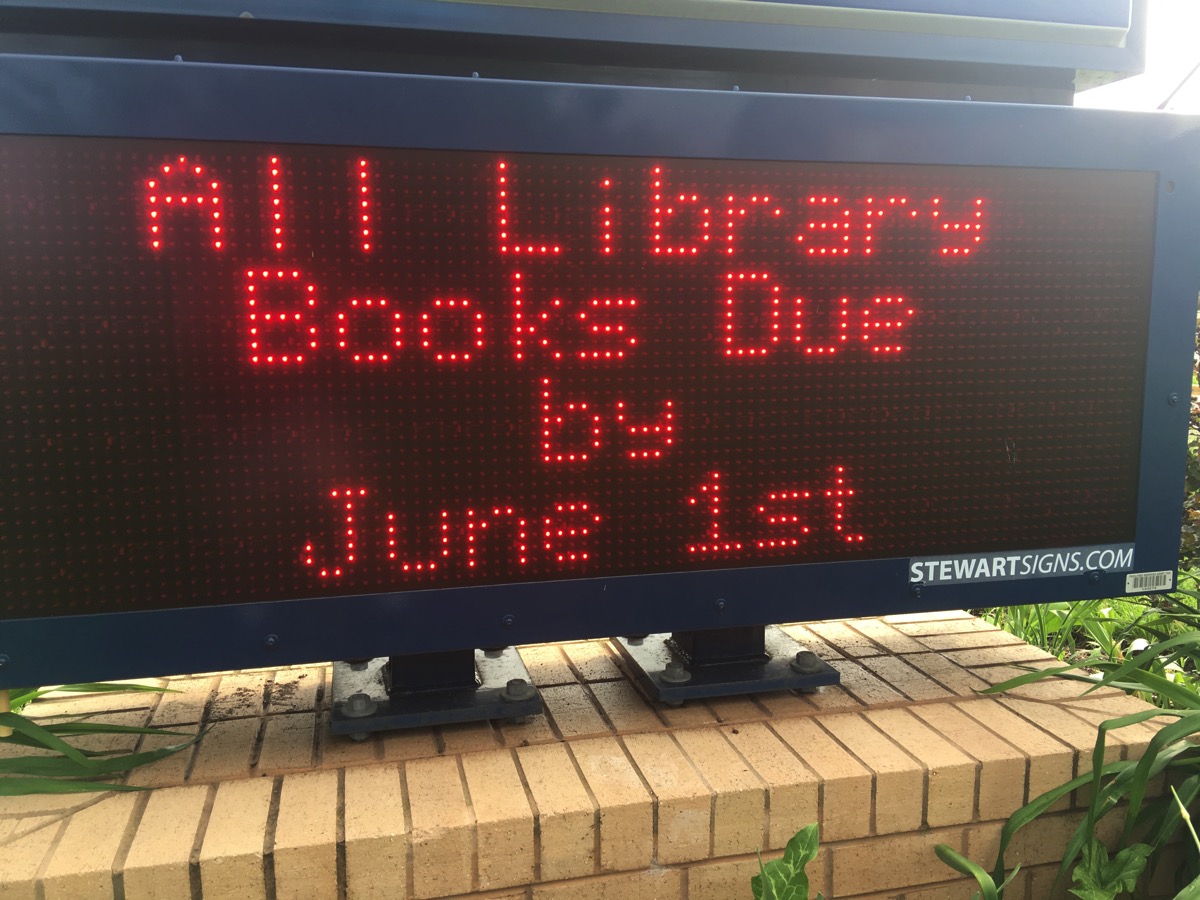 All Library
Books Due
by
June 1st
STEWARTSIGNS.COM